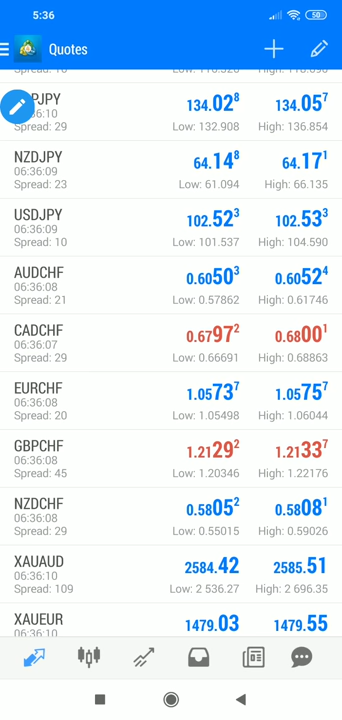 5:36
50
Quotes
PJPY
134.028
134.057
36:10
Spread: 29
Low: 132.908
High: 136.854
NZDJPY
64.148
64.171
06:36:09
Spread: 23
Low: 61.094
High: 66.135
USDJPY
102.523
102.533
06:36:09
Spread: 10
Low: 101.537
High: 104.590
AUDCHF
0.60503
0.60524
06:36:08
Spread: 21
Low: 0.57862
High: 0.61746
CADCHF
0.67972
0.68001
06:36:07
Spread: 29
Low: 0.66691
High: 0.68863
EURCHF
1.05737
1.05757
06:36:08
Spread: 20
Low: 1.05498
High: 1.06044
GBPCHF
1.21292
1.21337
06:36:08
Spread: 45
Low: 1.20346
High: 1.22176
NZDCHF
0.58052
0.58081
06:36:08
Spread: 29
Low: 0.55015
High: 0.59026
XAUAUD
2584.42
2585.51
06:36:10
Spread: 109
Low: 2 536.27
High: 2 696.35
XAUEUR
1479.03
1479.55
06:36:10